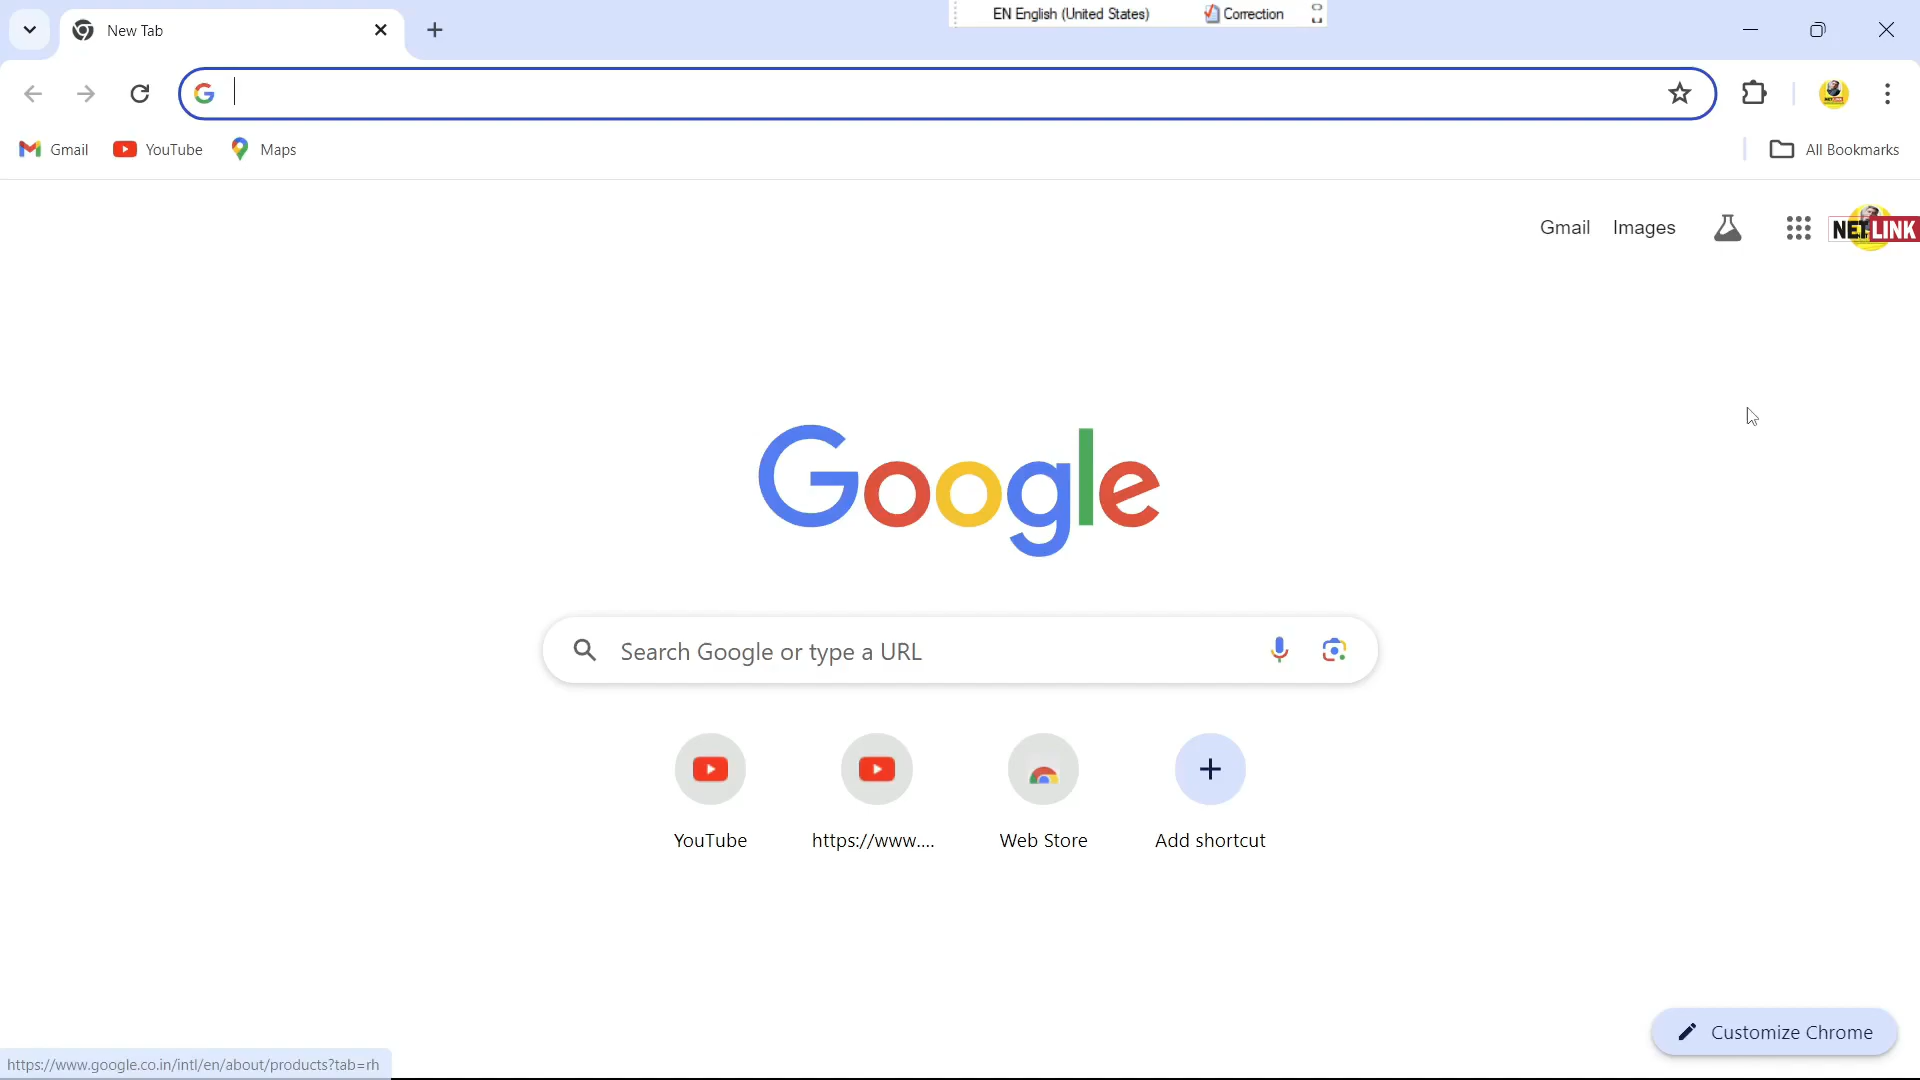 EN English (United States) Correction
New Tab
Gmail YouTube Maps All Bookmarks
Gmail Images NETLINK
Google
Search Google or type a URL
YouTube https://www.... Web Store Add shortcut
Customize Chrome
https://www.google.co.in/intl/en/about/products?tab=rh